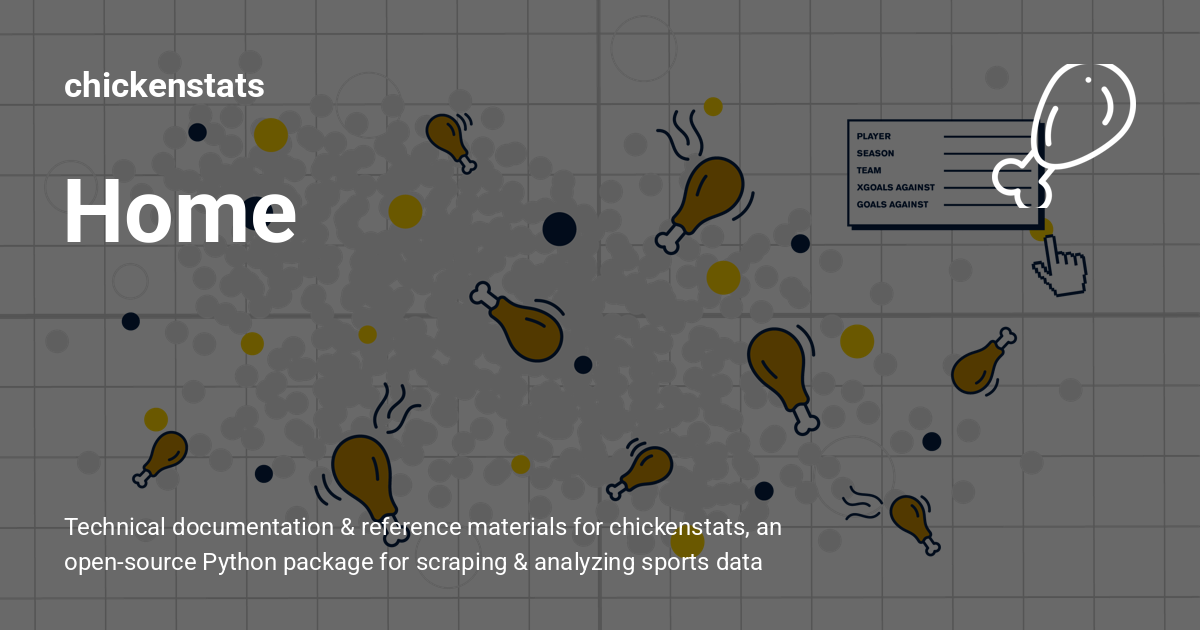 chickenstats
Home
PLAYER
SEASON
TEAM
XGOALS AGAINST
GOALS AGAINST
Technical documentation & reference materials for chickenstats, an
open-source Python package for scraping & analyzing sports data